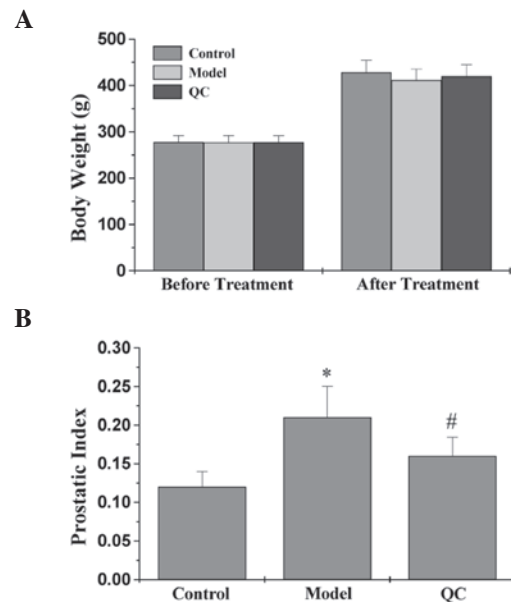 A
Body Weight (g)
500
400
300
200
100
0
Control
Model
QC
Before Treatment
After Treatment
B
Prostatic Index
0.30
0.25
0.20
0.15
0.10
0.05
0.00
*
#
Control
Model
QC